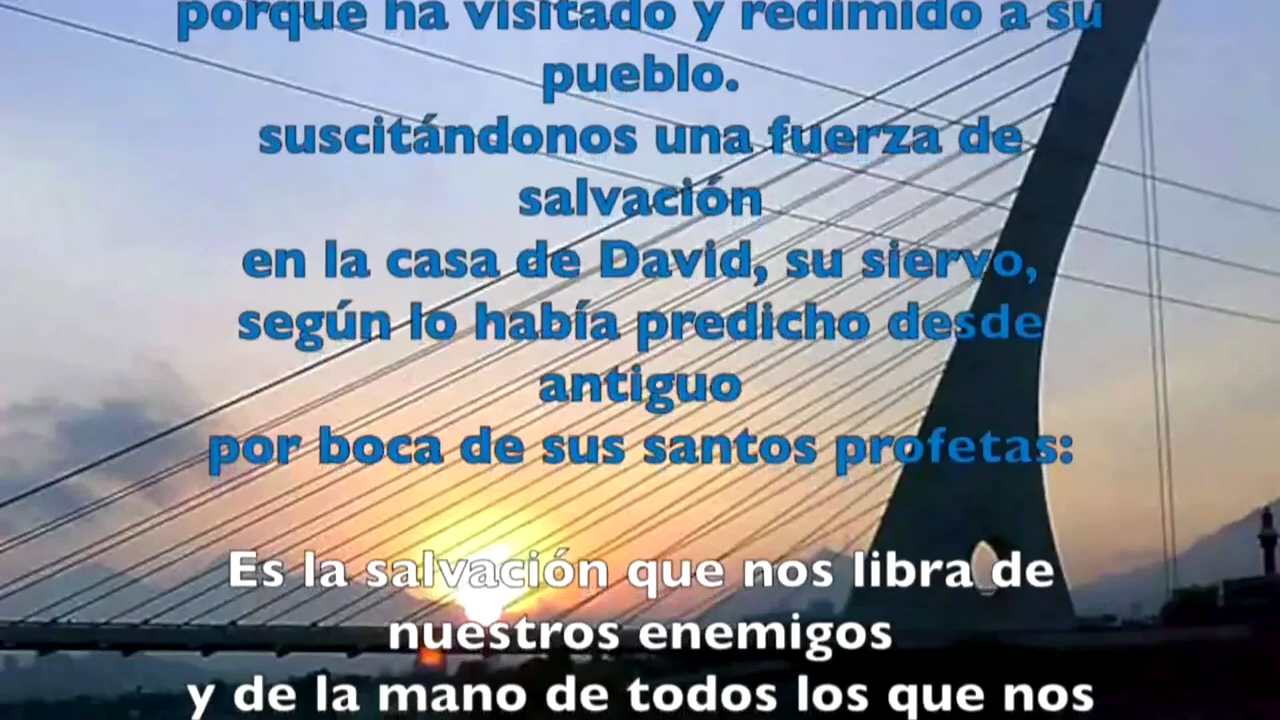 porque ha visitado y redimido a su
pueblo.
suscitándonos una fuerza de
salvación
en la casa de David, su siervo,
según lo había predicho desde
antiguo
por boca de sus santos profetas:
Es la salvación que nos libra de
nuestros enemigos
y de la mano de todos los que nos